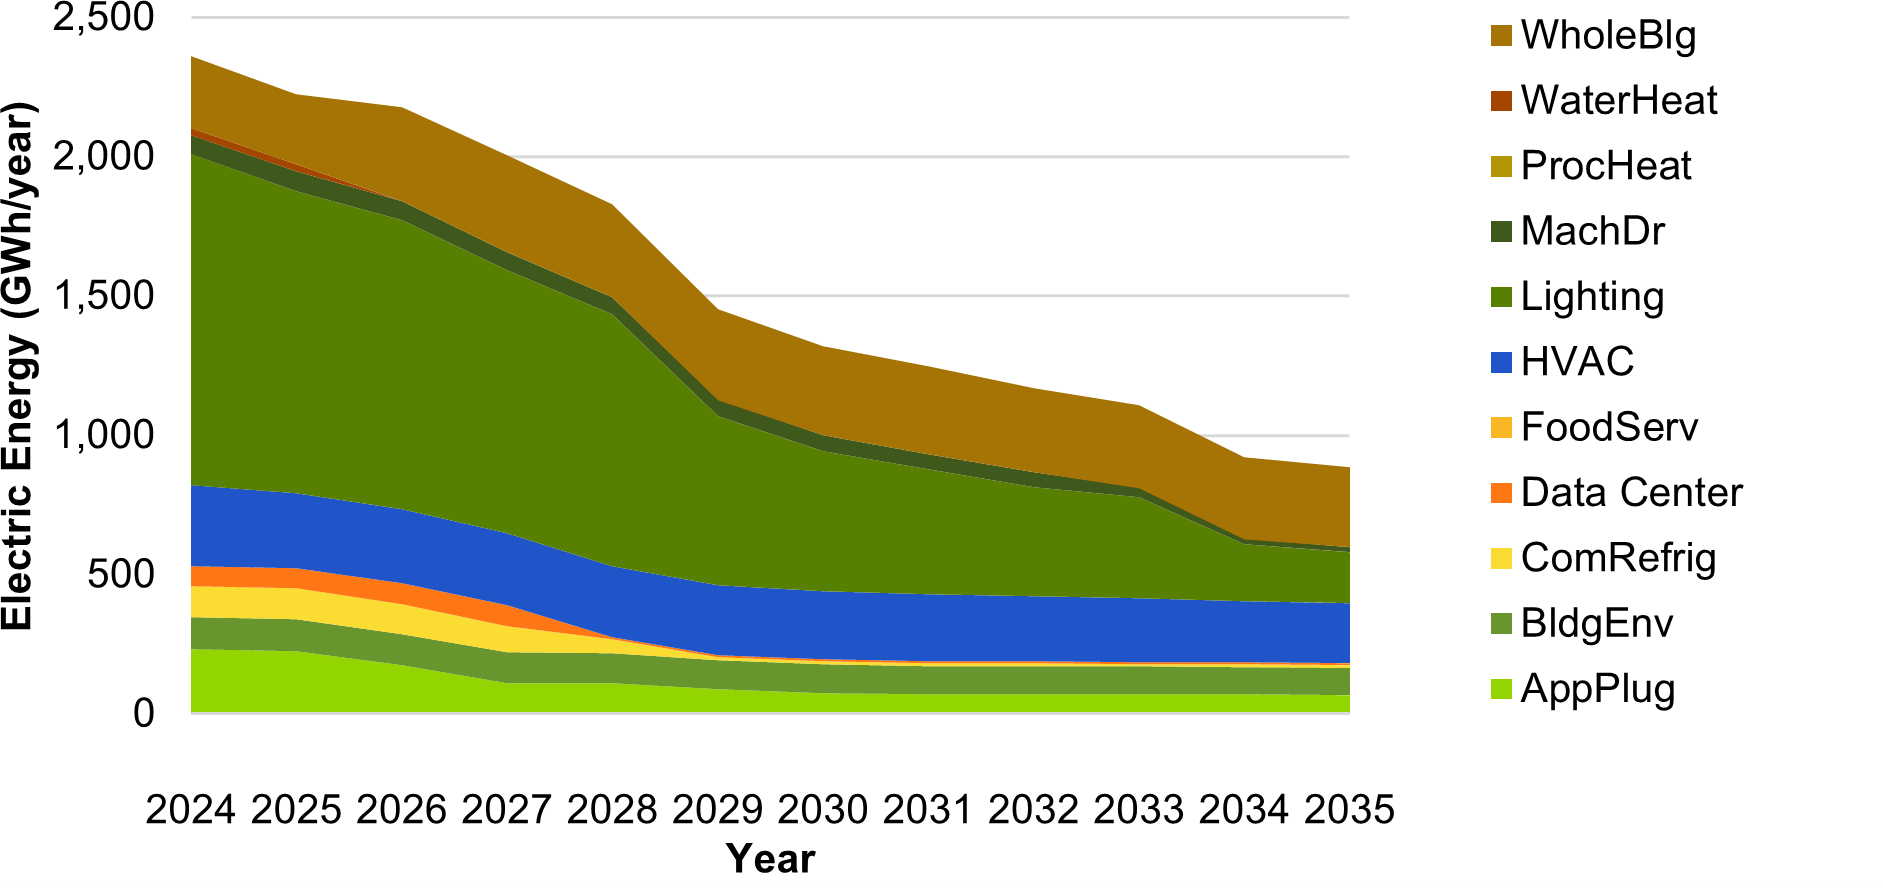 Electric Energy (GWh/year)
2,500
2,000
1,500
1,000
500
0
2024 2025 2026 2027 2028 2029 2030 2031 2032 2033 2034 2035
Year
WholeBlg
WaterHeat
ProcHeat
MachDr
Lighting
HVAC
FoodServ
Data Center
ComRefrig
BldgEnv
AppPlug